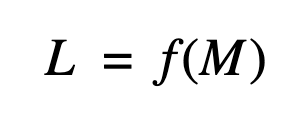 L = f(M)